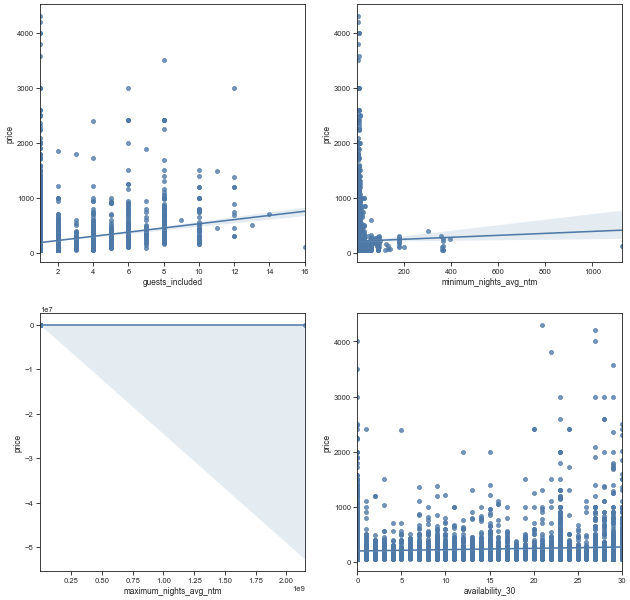 4000
3000
2000
1000
0
price
2 4 6 8 10 12 14 16
guests_included
4000
3000
2000
1000
0
price
200 400 600 800 1000
minimum_nights_avg_ntm
1e7
0
−1
−2
−3
−4
−5
price
0.25 0.50 0.75 1.00 1.25 1.50 1.75 2.00
1e9
maximum_nights_avg_ntm
4000
3000
2000
1000
0
price
0 5 10 15 20 25 30
availability_30